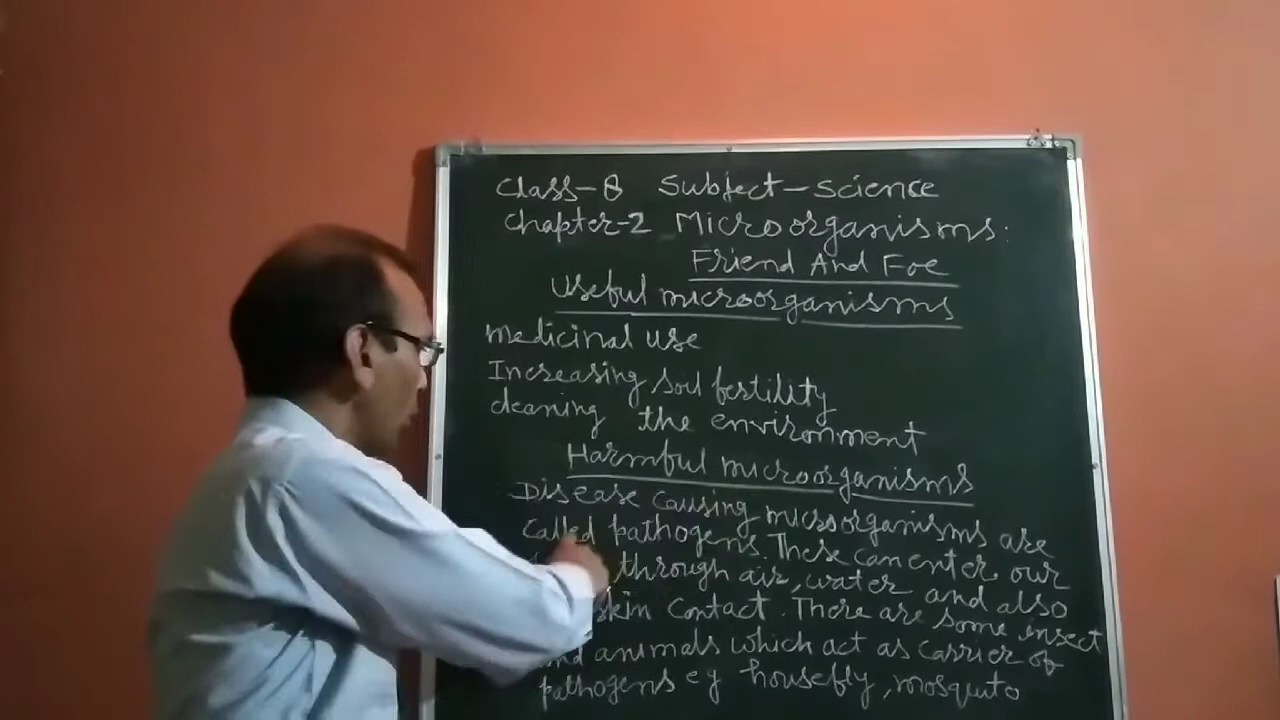 Class-8 Subject-Science
Chapter-2 Microorganisms:
Friend And Foe
Useful microorganisms
medicinal use
Increasing soil fertility
cleaning the environment
Harmful microorganisms
Disease causing microorganisms are
called pathogens. These can enter our
through air, water and also
skin contact. There are some insect
and animals which act as carrier of
pathogens eg housefly, mosquito